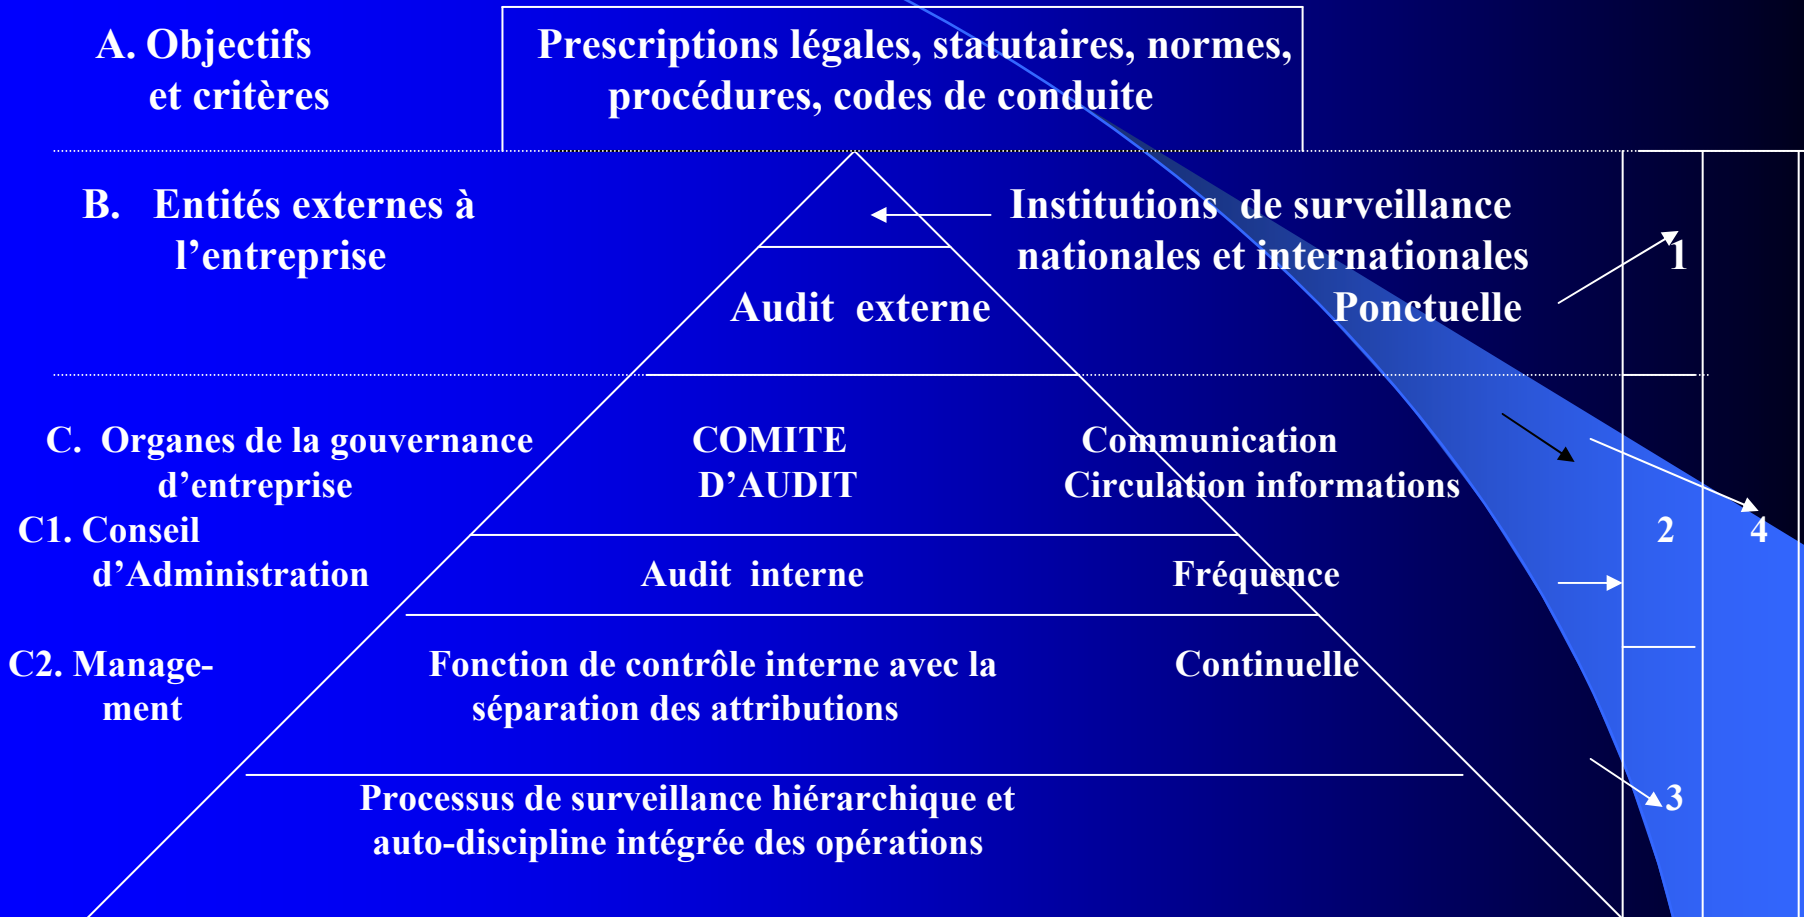 A. Objectifs
et critères
Prescriptions légales, statutaires, normes,
procédures, codes de conduite
B. Entités externes à
l’entreprise
Institutions de surveillance
nationales et internationales
1
Audit externe
Ponctuelle
C. Organes de la gouvernance
d’entreprise
COMITE
D’AUDIT
Communication
Circulation informations
C1. Conseil
d’Administration
2
4
Audit interne
Fréquence
C2. Manage-
ment
Fonction de contrôle interne avec la
séparation des attributions
Continuelle
Processus de surveillance hiérarchique et
auto-discipline intégrée des opérations
3